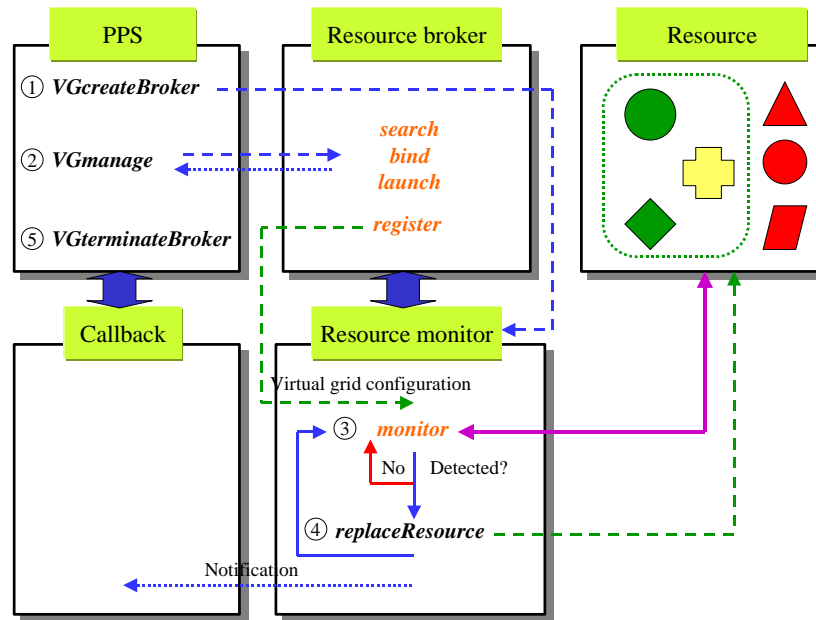 PPS
Resource broker
Resource
① VGcreateBroker
search
② VGmanage
bind
launch
register
⑤ VGterminateBroker
Callback
Resource monitor
Virtual grid configuration
③ monitor
No
Detected?
④ replaceResource
Notification